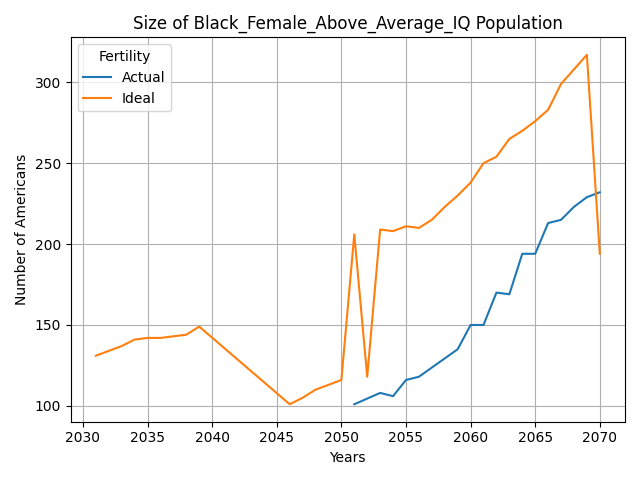 Size of Black_Female_Above_Average_IQ Population
Fertility
Actual
Ideal
Number of Americans
300
250
200
150
100
2030 2035 2040 2045 2050 2055 2060 2065 2070
Years